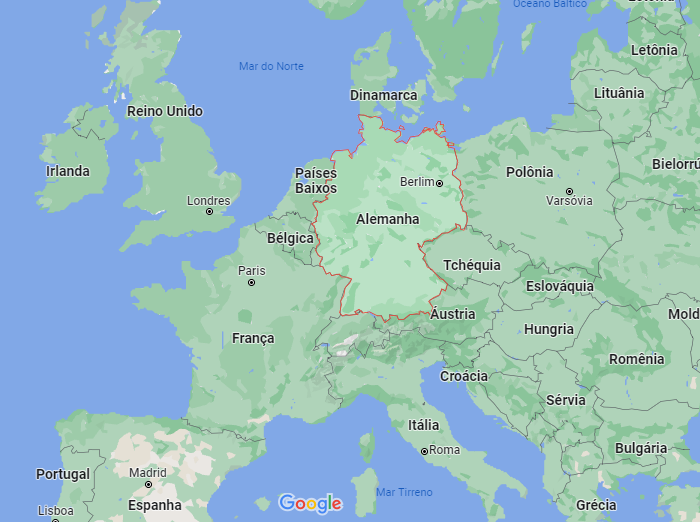 Oceano Báltico
Letônia
Mar do Norte
Dinamarca
Lituânia
Reino Unido
Irlanda
Países
Baixos
Polônia
Berlim
Varsóvia
Londres
Alemanha
Bélgica
Tchéquia
Paris
Eslováquia
Áustria
Hungria
França
Romênia
Croácia
Sérvia
Itália
Roma
Bulgária
Portugal
Madrid
Mar Tirreno
Espanha
Google
Lisboa
Grécia